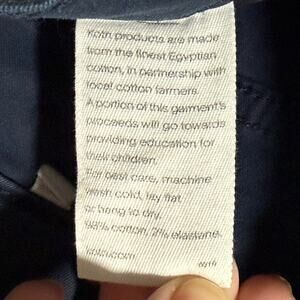 Kotn products are made
from the finest Egyptian
cotton, in partnership with
local cotton farmers.
A portion of this garment's
proceeds will go towards
providing education for
their children.
For best care, machine
wash cold, lay flat
or hang to dry.
98% cotton, 2% elastane.
kotn.com